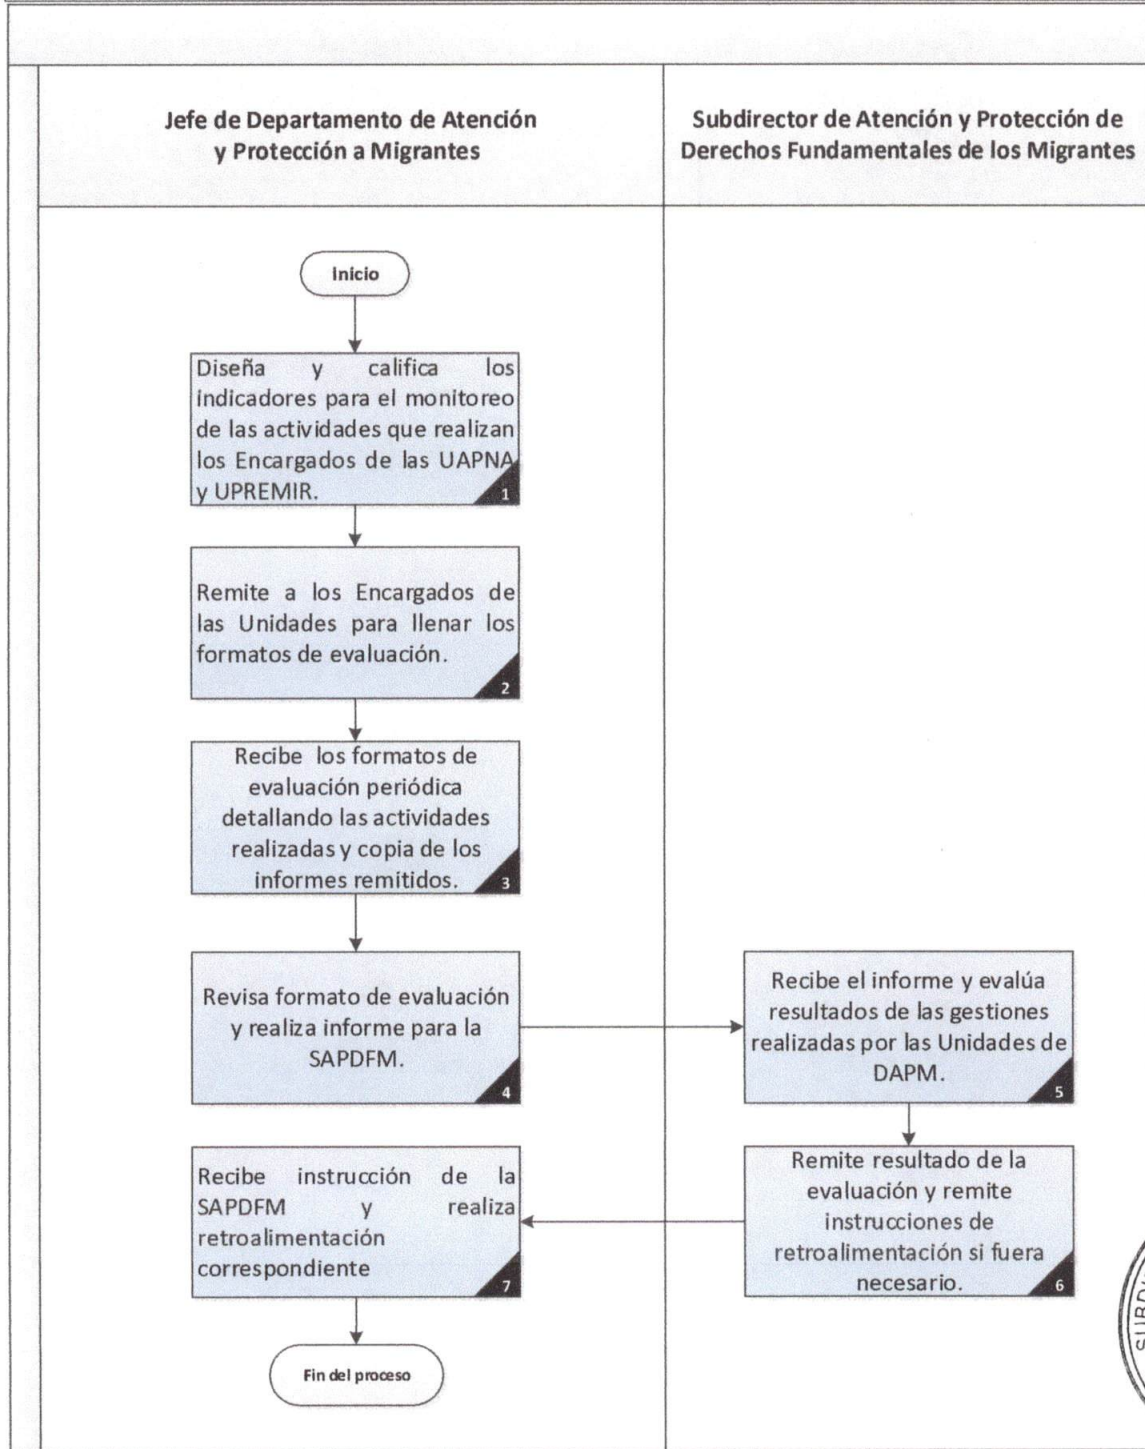 Jefe de Departamento de Atención
y Protección a Migrantes
Subdirector de Atención y Protección de
Derechos Fundamentales de los Migrantes
Inicio
Diseña y califica los
indicadores para el monitoreo
de las actividades que realizan
los Encargados de las UAPNA
y UPREMIR.
1
Remite a los Encargados de
las Unidades para llenar los
formatos de evaluación.
2
Recibe los formatos de
evaluación periódica
detallando las actividades
realizadas y copia de los
informes remitidos.
3
Revisa formato de evaluación
y realiza informe para la
SAPDFM.
4
Recibe el informe y evalúa
resultados de las gestiones
realizadas por las Unidades de
DAPM.
5
Remite resultado de la
evaluación y remite
instrucciones de
retroalimentación si fuera
necesario.
6
Recibe instrucción de la
SAPDFM y realiza
retroalimentación
correspondiente
7
Fin del proceso